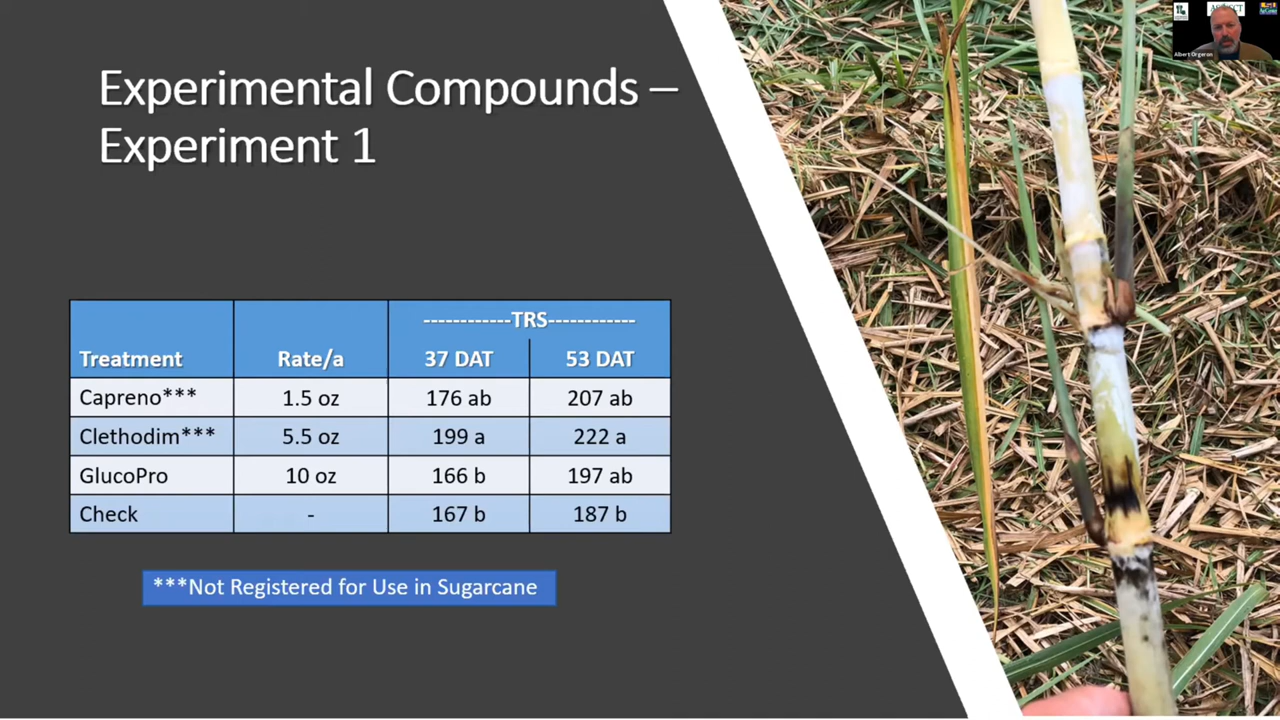 Experimental Compounds –
Experiment 1
------------TRS------------
Treatment Rate/a 37 DAT 53 DAT
Capreno*** 1.5 oz 176 ab 207 ab
Clethodim*** 5.5 oz 199 a 222 a
GlucoPro 10 oz 166 b 197 ab
Check - 167 b 187 b
***Not Registered for Use in Sugarcane
Albert Orgeron